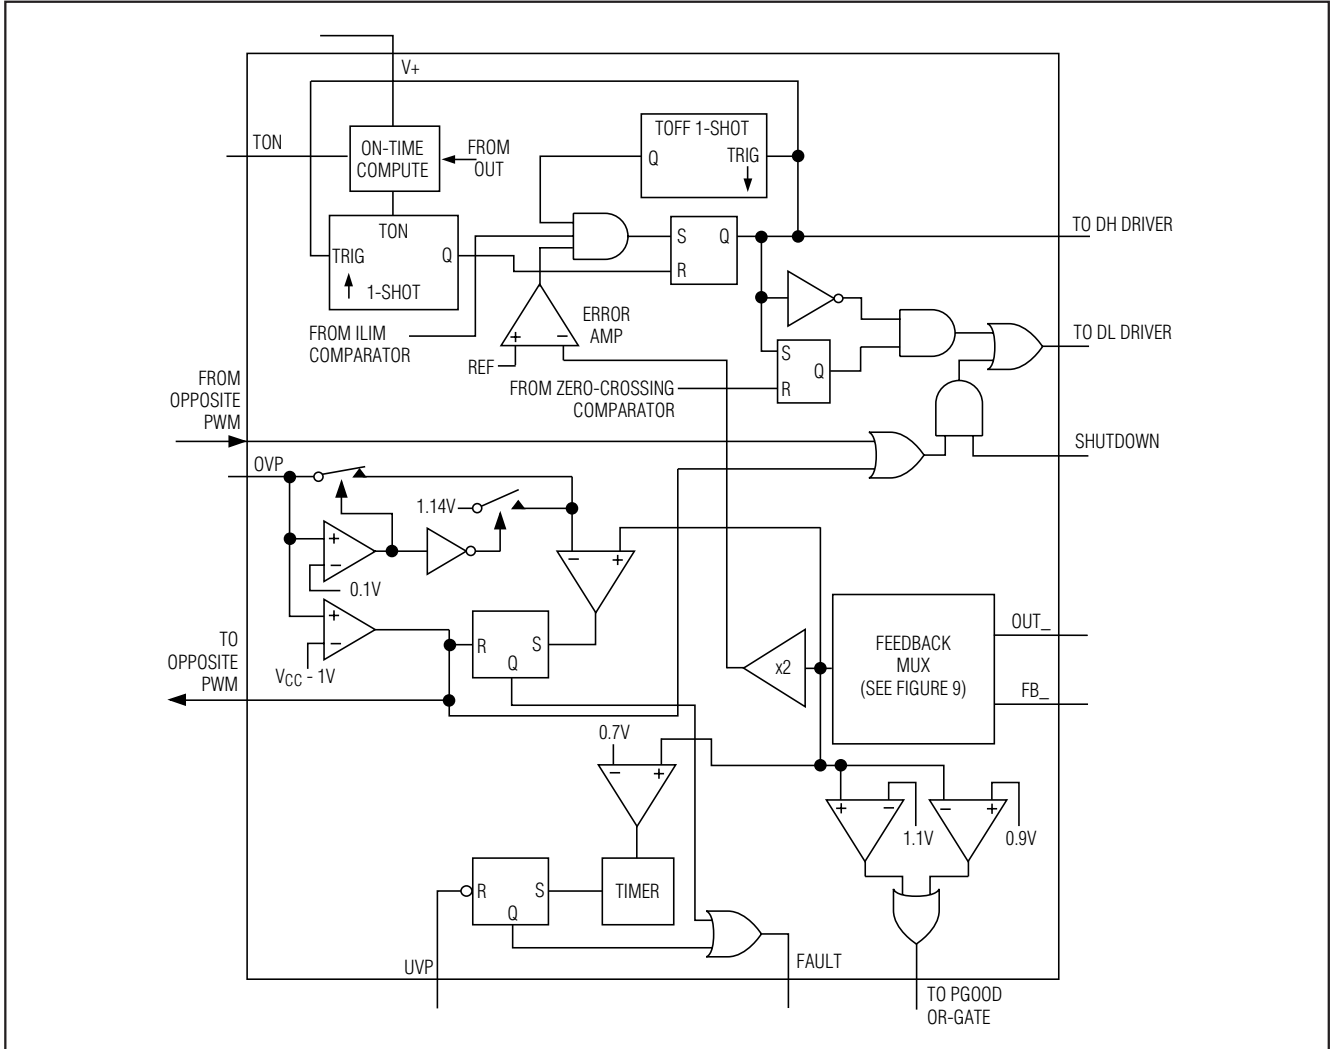 V+
TON
ON-TIME
COMPUTE
FROM
OUT
TOFF 1-SHOT
Q
TRIG
TON
TRIG
Q
1-SHOT
S
Q
R
TO DH DRIVER
FROM ILIM
COMPARATOR
+
−
ERROR
AMP
REF
S
Q
R
FROM ZERO-CROSSING
COMPARATOR
TO DL DRIVER
FROM
OPPOSITE
PWM
SHUTDOWN
OVP
1.14V
+
−
0.1V
−
+
+
−
VCC - 1V
TO
OPPOSITE
PWM
R
S
Q
x2
FEEDBACK
MUX
(SEE FIGURE 9)
OUT_
FB_
0.7V
−
+
+
−
1.1V
−
+
0.9V
R
S
Q
TIMER
UVP
FAULT
TO PGOOD
OR-GATE